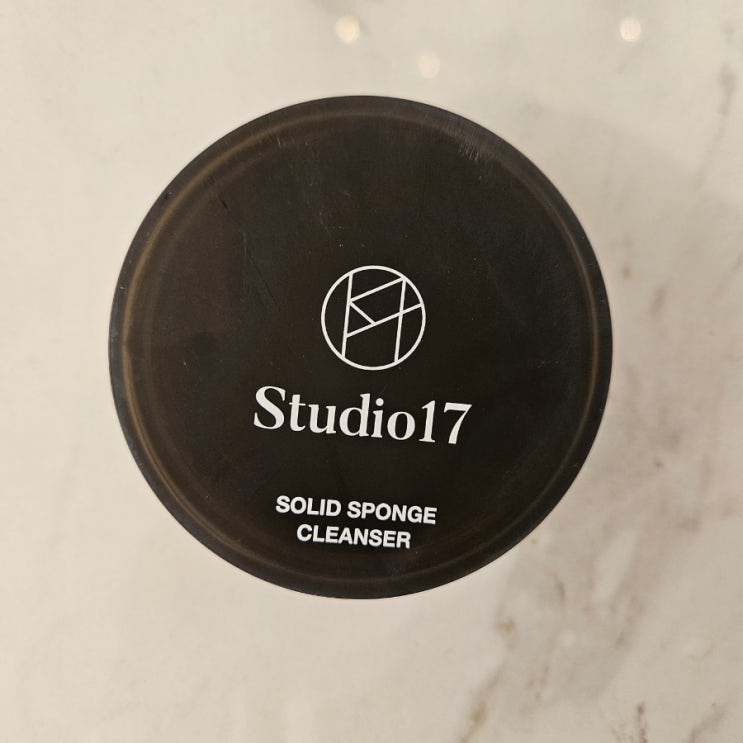 Studio17
SOLID SPONGE
CLEANSER